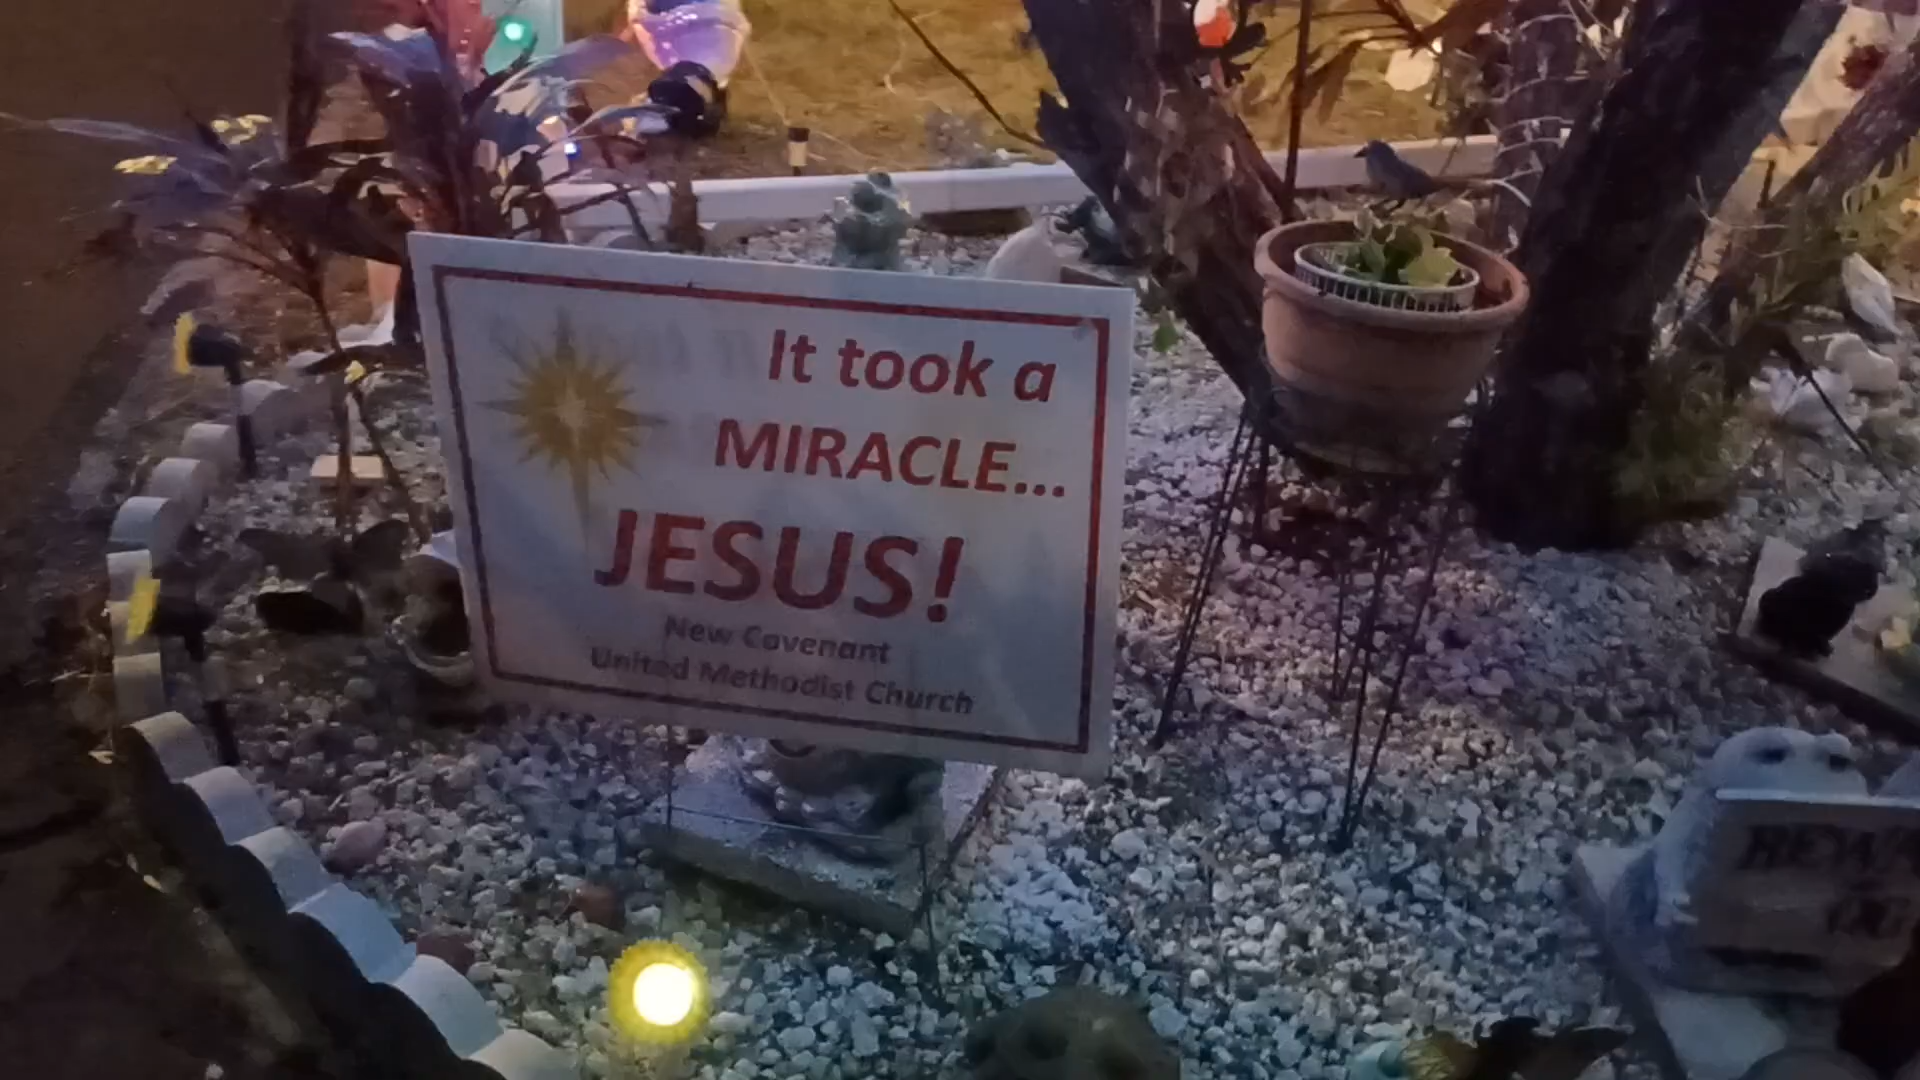 It took a
MIRACLE...
JESUS!
New Covenant
United Methodist Church